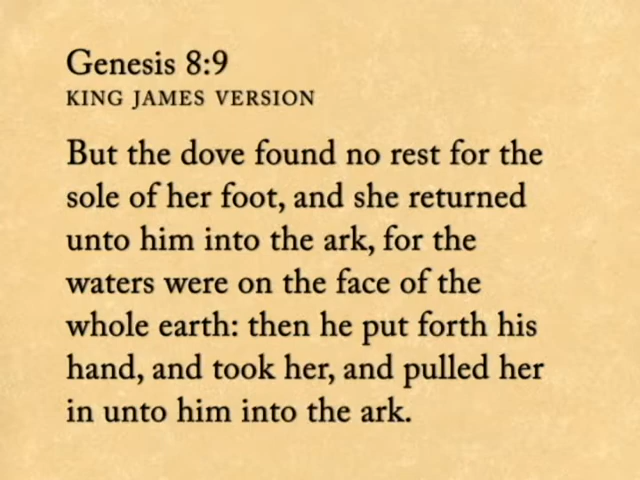 Genesis 8:9
KING JAMES VERSION
But the dove found no rest for the
sole of her foot, and she returned
unto him into the ark, for the
waters were on the face of the
whole earth: then he put forth his
hand, and took her, and pulled her
in unto him into the ark.